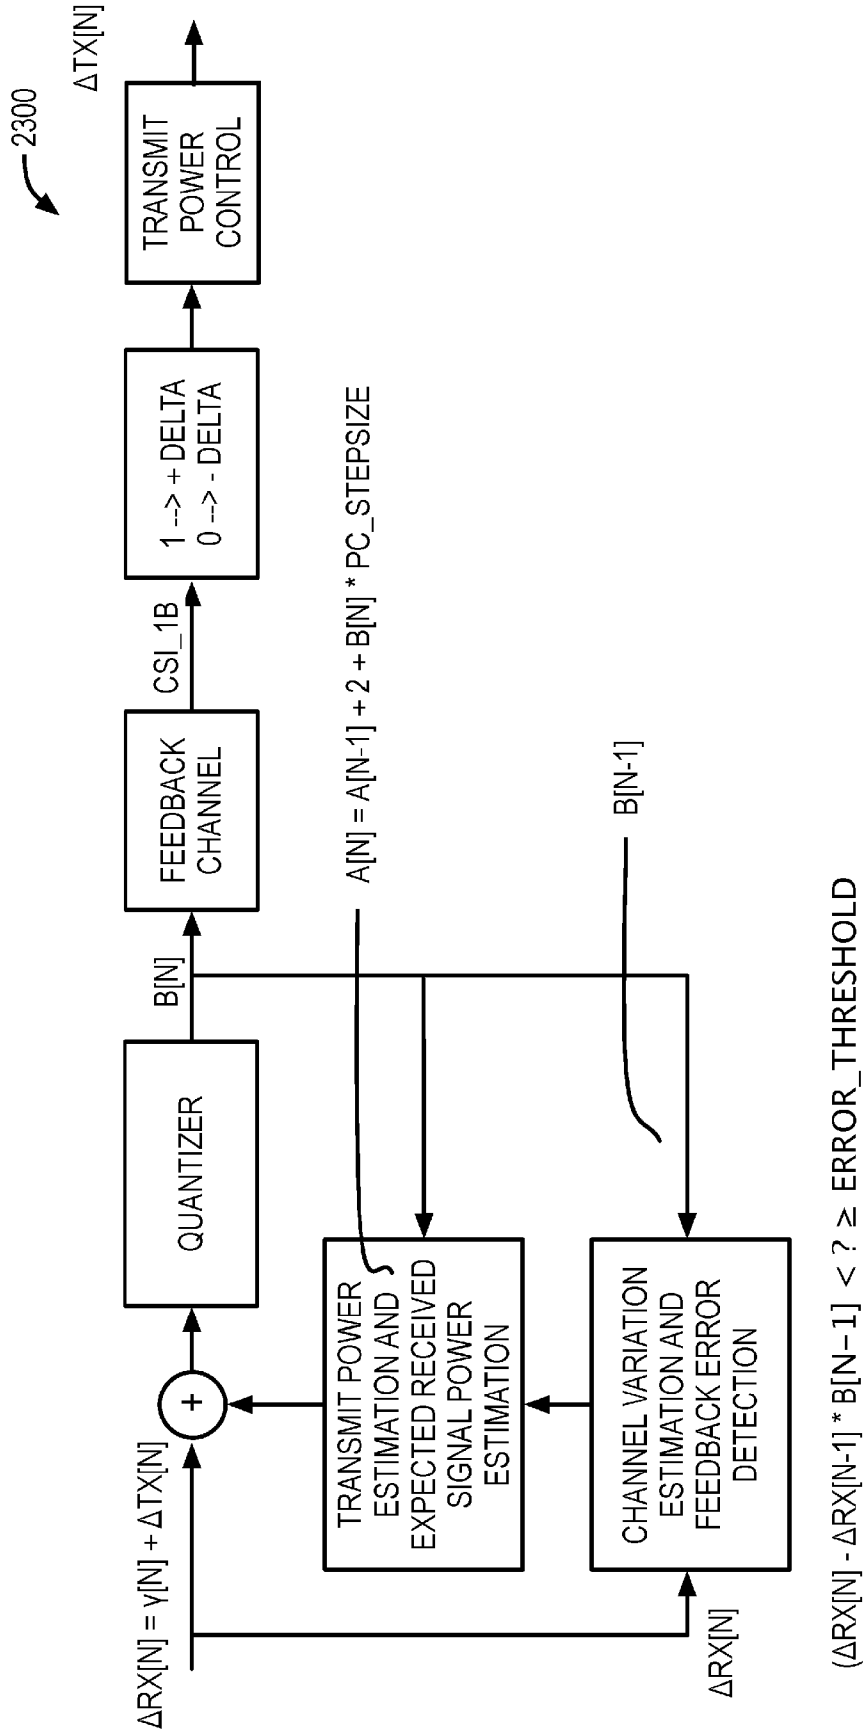 2300
ΔRX[N] = γ[N] + ΔTX[N]
+
QUANTIZER
B[N]
FEEDBACK
CHANNEL
CSI_1B
1 --> + DELTA
0 --> - DELTA
TRANSMIT
POWER
CONTROL
ΔTX[N]
TRANSMIT POWER
ESTIMATION AND
EXPECTED RECEIVED
SIGNAL POWER
ESTIMATION
A[N] = A[N-1] + 2 + B[N] * PC_STEPSIZE
CHANNEL VARIATION
ESTIMATION AND
FEEDBACK ERROR
DETECTION
B[N-1]
ΔRX[N]
(ΔRX[N] - ΔRX[N-1] * B[N-1] < ? ≥ ERROR_THRESHOLD